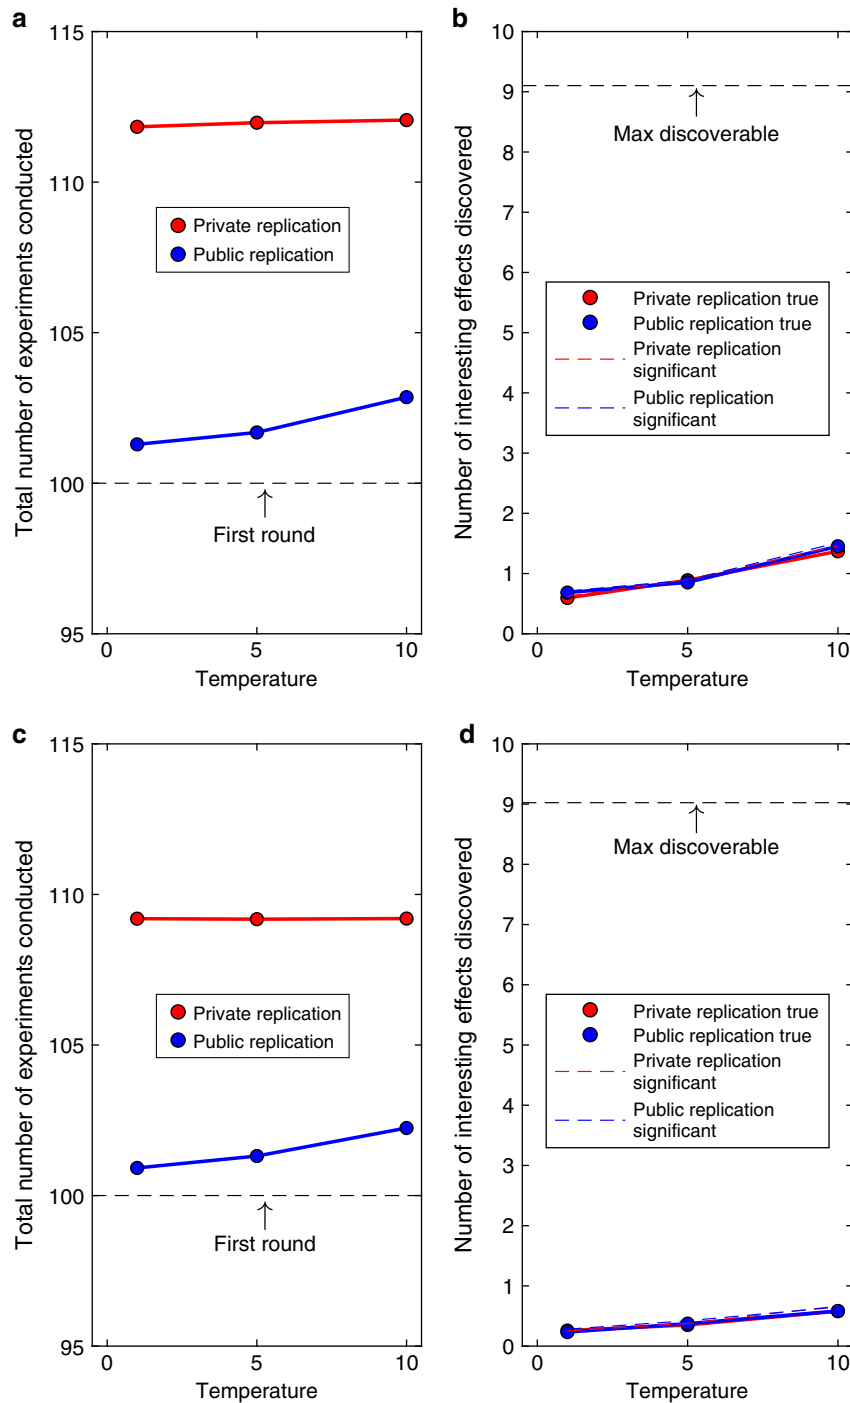 a
115
110
105
100
95
Total number of experiments conducted
Private replication
Public replication
First round
0
5
10
Temperature
b
10
9
8
7
6
5
4
3
2
1
0
Number of interesting effects discovered
Max discoverable
Private replication true
Public replication true
Private replication
significant
Public replication
significant
0
5
10
Temperature
c
115
110
105
100
95
Total number of experiments conducted
Private replication
Public replication
First round
0
5
10
Temperature
d
10
9
8
7
6
5
4
3
2
1
0
Number of interesting effects discovered
Max discoverable
Private replication true
Public replication true
Private replication
significant
Public replication
significant
0
5
10
Temperature